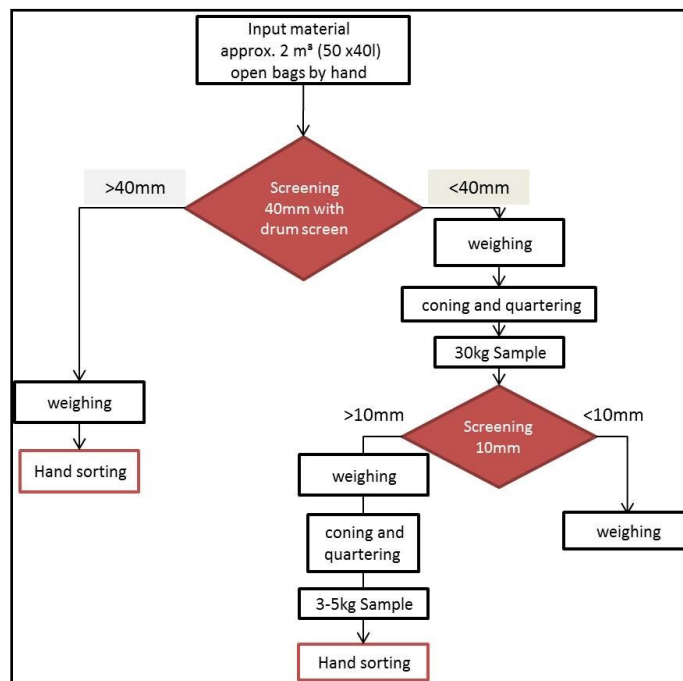 Input material
approx. 2 m³ (50 x40l)
open bags by hand
>40mm
<40mm
Screening
40mm with
drum screen
weighing
coning and quartering
30kg Sample
weighing
>10mm
<10mm
Screening
10mm
Hand sorting
weighing
coning and
quartering
weighing
3-5kg Sample
Hand sorting